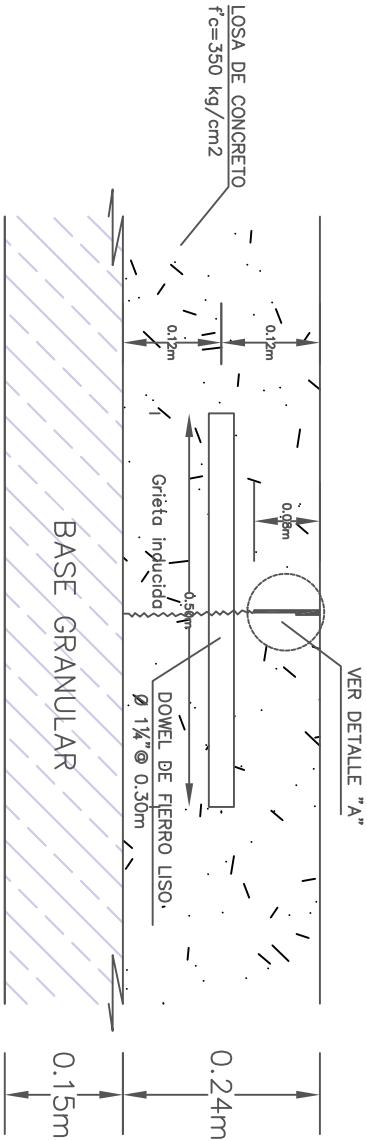 LOSA DE CONCRETO
f'c=350 kg/cm2
VER DETALLE "A"
0.12m
0.12m
0.08m
0.50m
Grieta inducida
DOWEL DE FIERRO LISO.
Ø 1¼"@ 0.30m
BASE GRANULAR
0.24m
0.15m